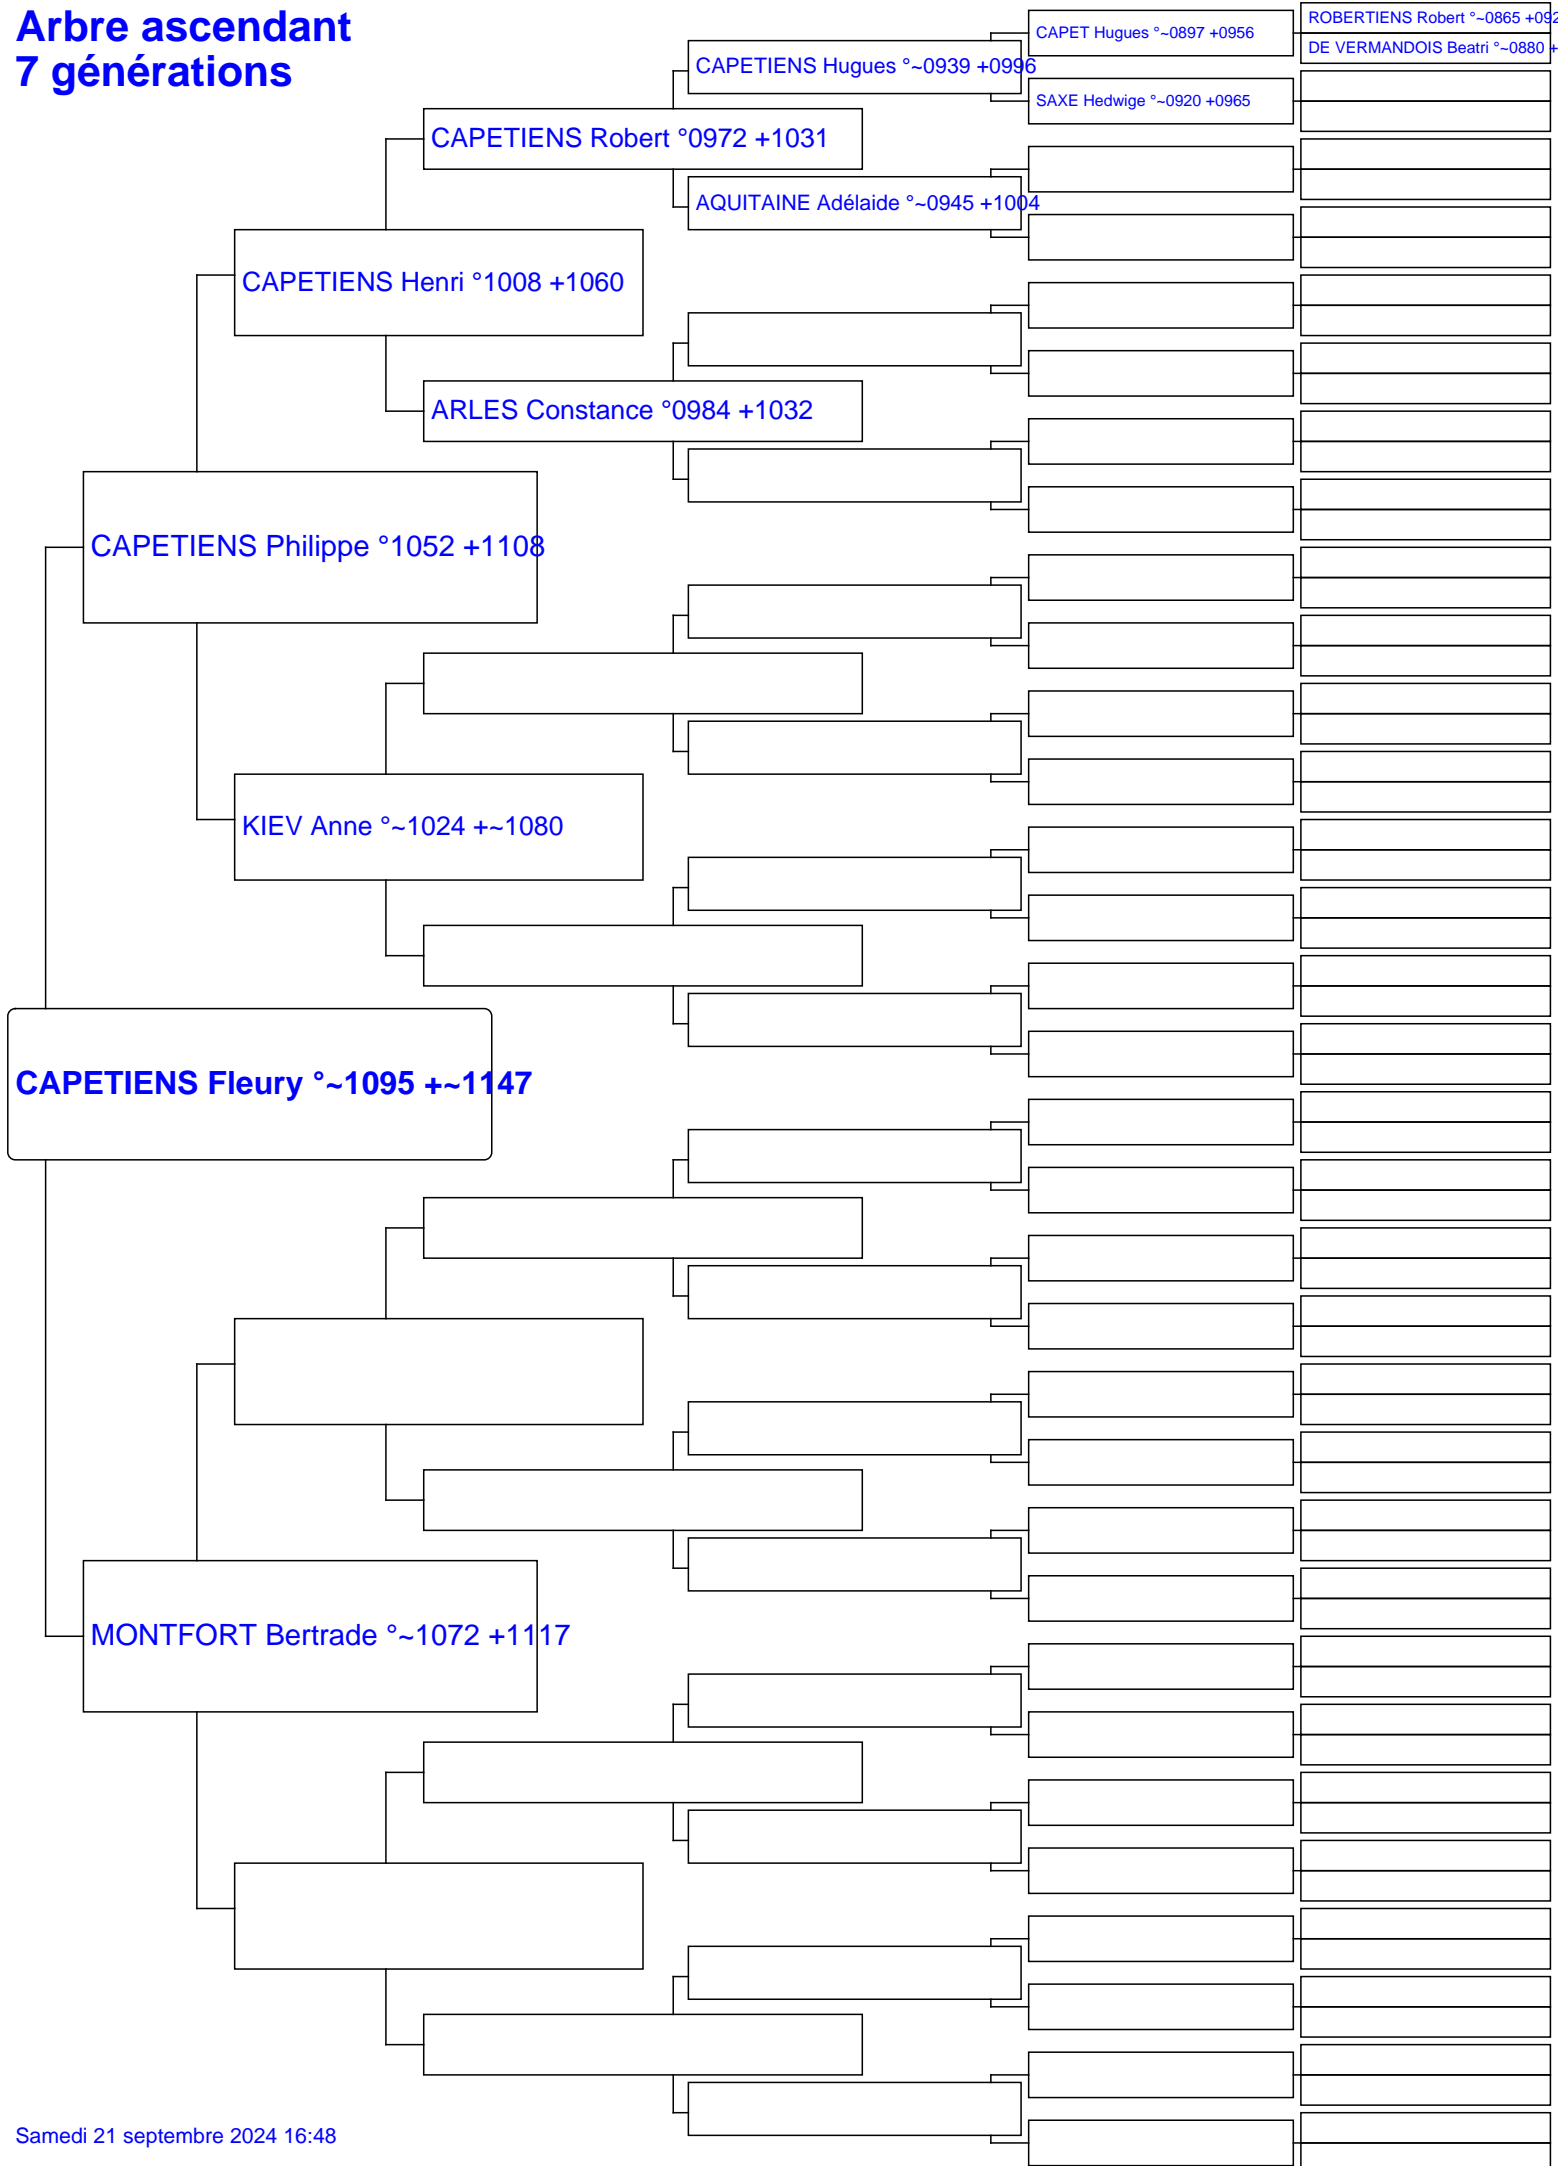 Arbre ascendant
7 générations
ROBERTIENS Robert °~0865 +092
CAPET Hugues °~0897 +0956
DE VERMANDOIS Beatri °~0880 +
CAPETIENS Hugues °~0939 +0996
SAXE Hedwige °~0920 +0965
CAPETIENS Robert °0972 +1031
AQUITAINE Adélaide °~0945 +1004
CAPETIENS Henri °1008 +1060
ARLES Constance °0984 +1032
CAPETIENS Philippe °1052 +1108
KIEV Anne °~1024 +~1080
CAPETIENS Fleury °~1095 +~1147
MONTFORT Bertrade °~1072 +1117
Samedi 21 septembre 2024 16:48